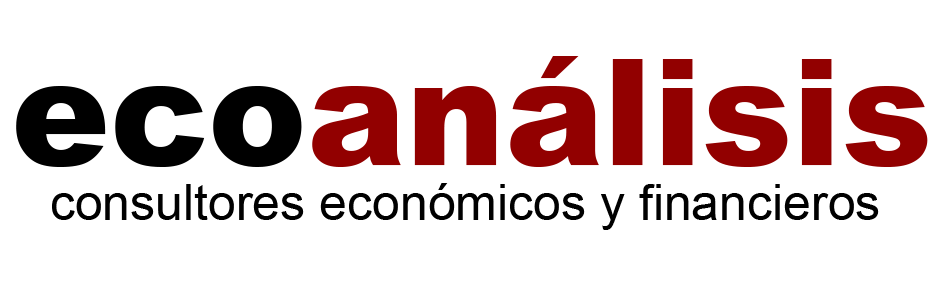 ecoanálisis
consultores económicos y financieros